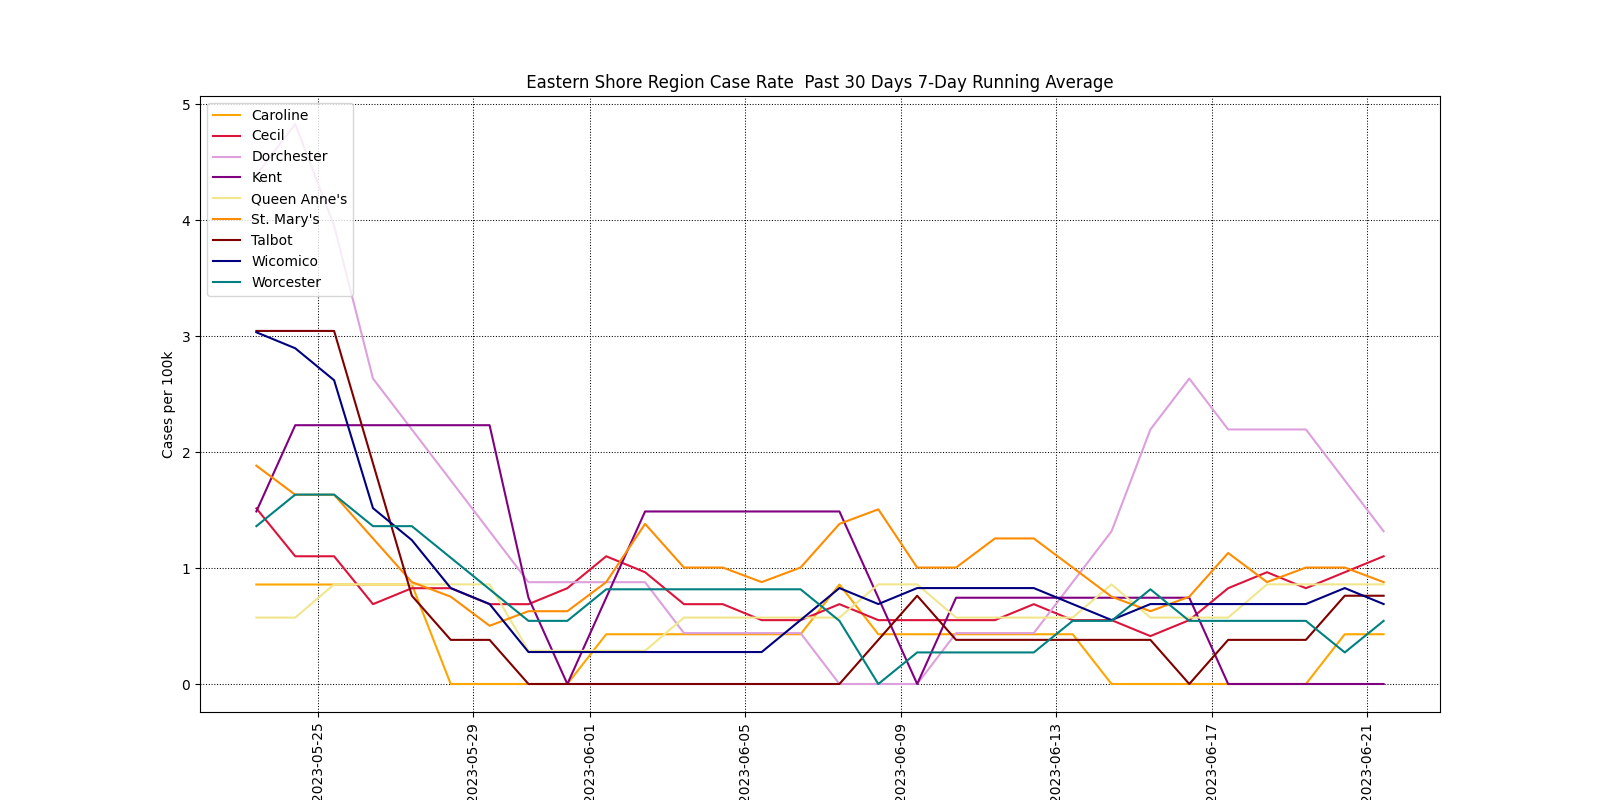 Eastern Shore Region Case Rate  Past 30 Days 7-Day Running Average
5
4
3
2
1
0
Cases per 100k
Caroline
Cecil
Dorchester
Kent
Queen Anne's
St. Mary's
Talbot
Wicomico
Worcester
2023-05-25
2023-05-29
2023-06-01
2023-06-05
2023-06-09
2023-06-13
2023-06-17
2023-06-21